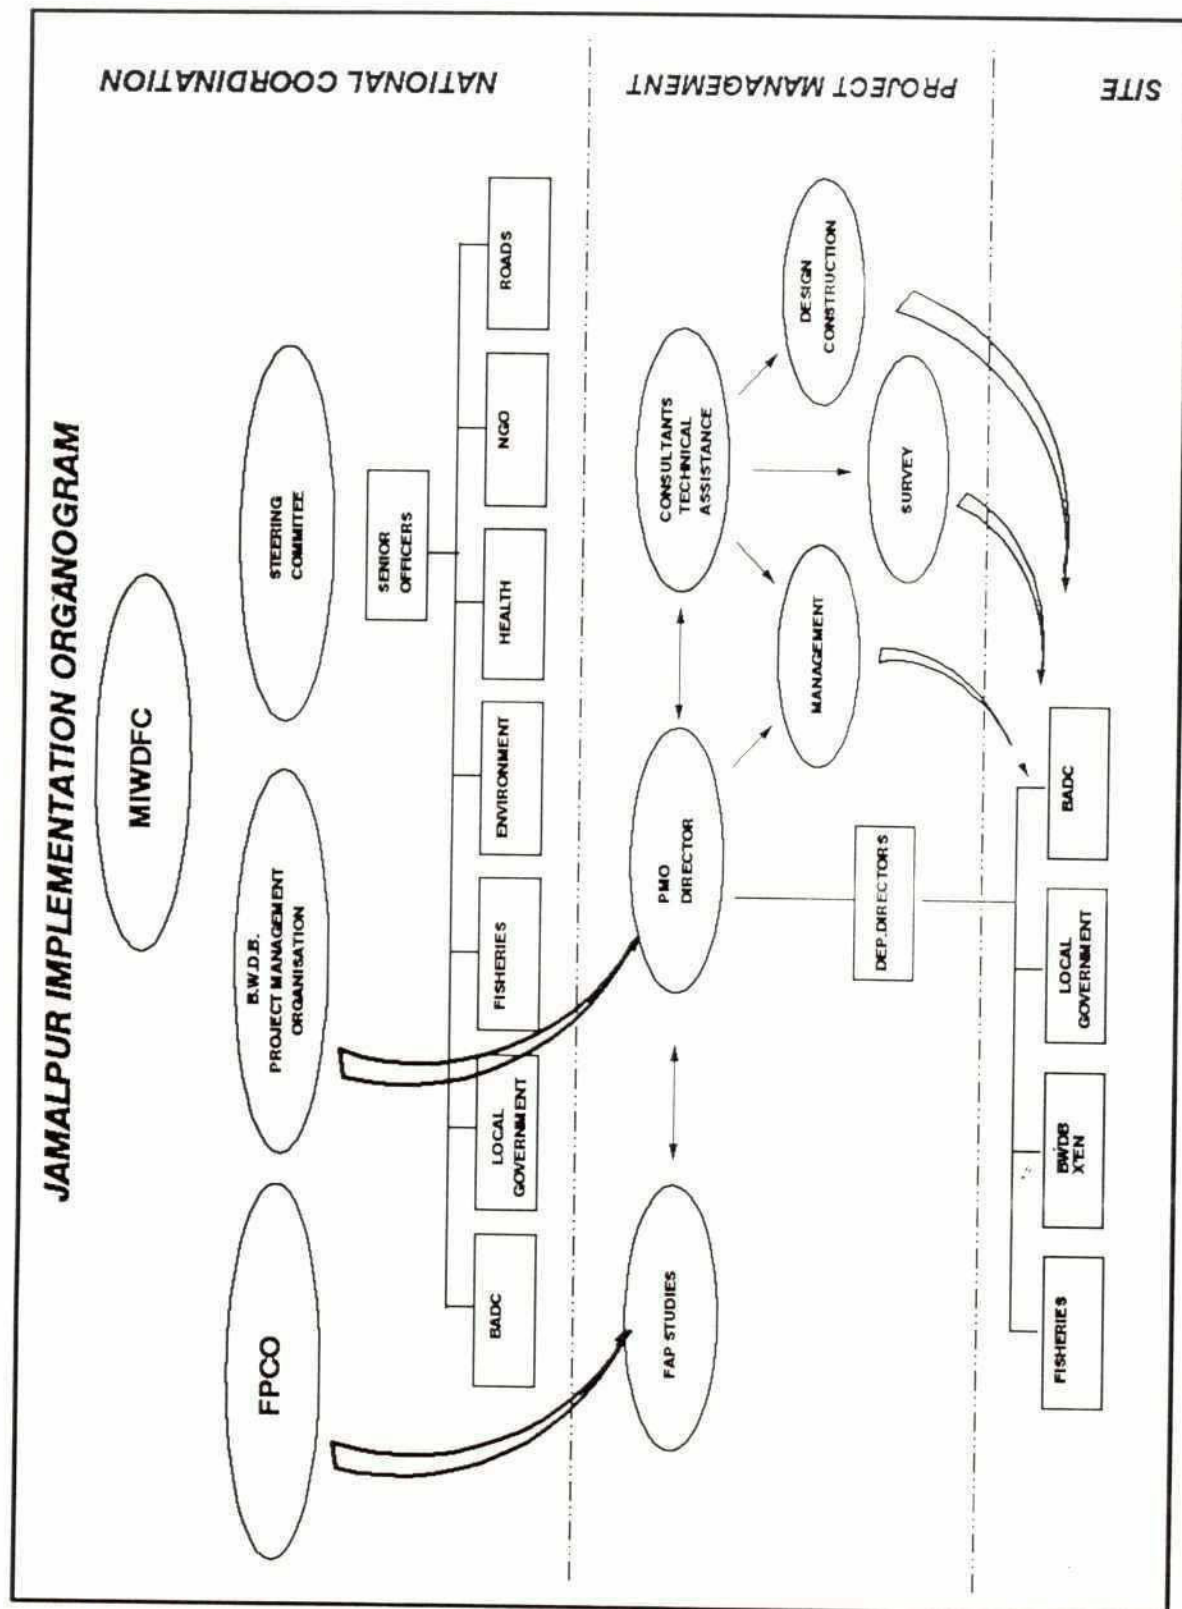 JAMALPUR IMPLEMENTATION ORGANOGRAM
NATIONAL COORDINATION
MIWDFC
FPCO
B.W.D.B.
PROJECT MANAGEMENT
ORGANISATION
STEERING
COMMITEE
SENIOR
OFFICERS
BADC
LOCAL
GOVERNMENT
FISHERIES
ENVIRONMENT
HEALTH
NGO
ROADS
PROJECT MANAGEMENT
FAP STUDIES
PMO
DIRECTOR
CONSULTANTS
TECHNICAL
ASSISTANCE
MANAGEMENT
SURVEY
DESIGN
CONSTRUCTION
DEP.DIRECTORS
SITE
FISHERIES
BWDB
X'EN
LOCAL
GOVERNMENT
BADC